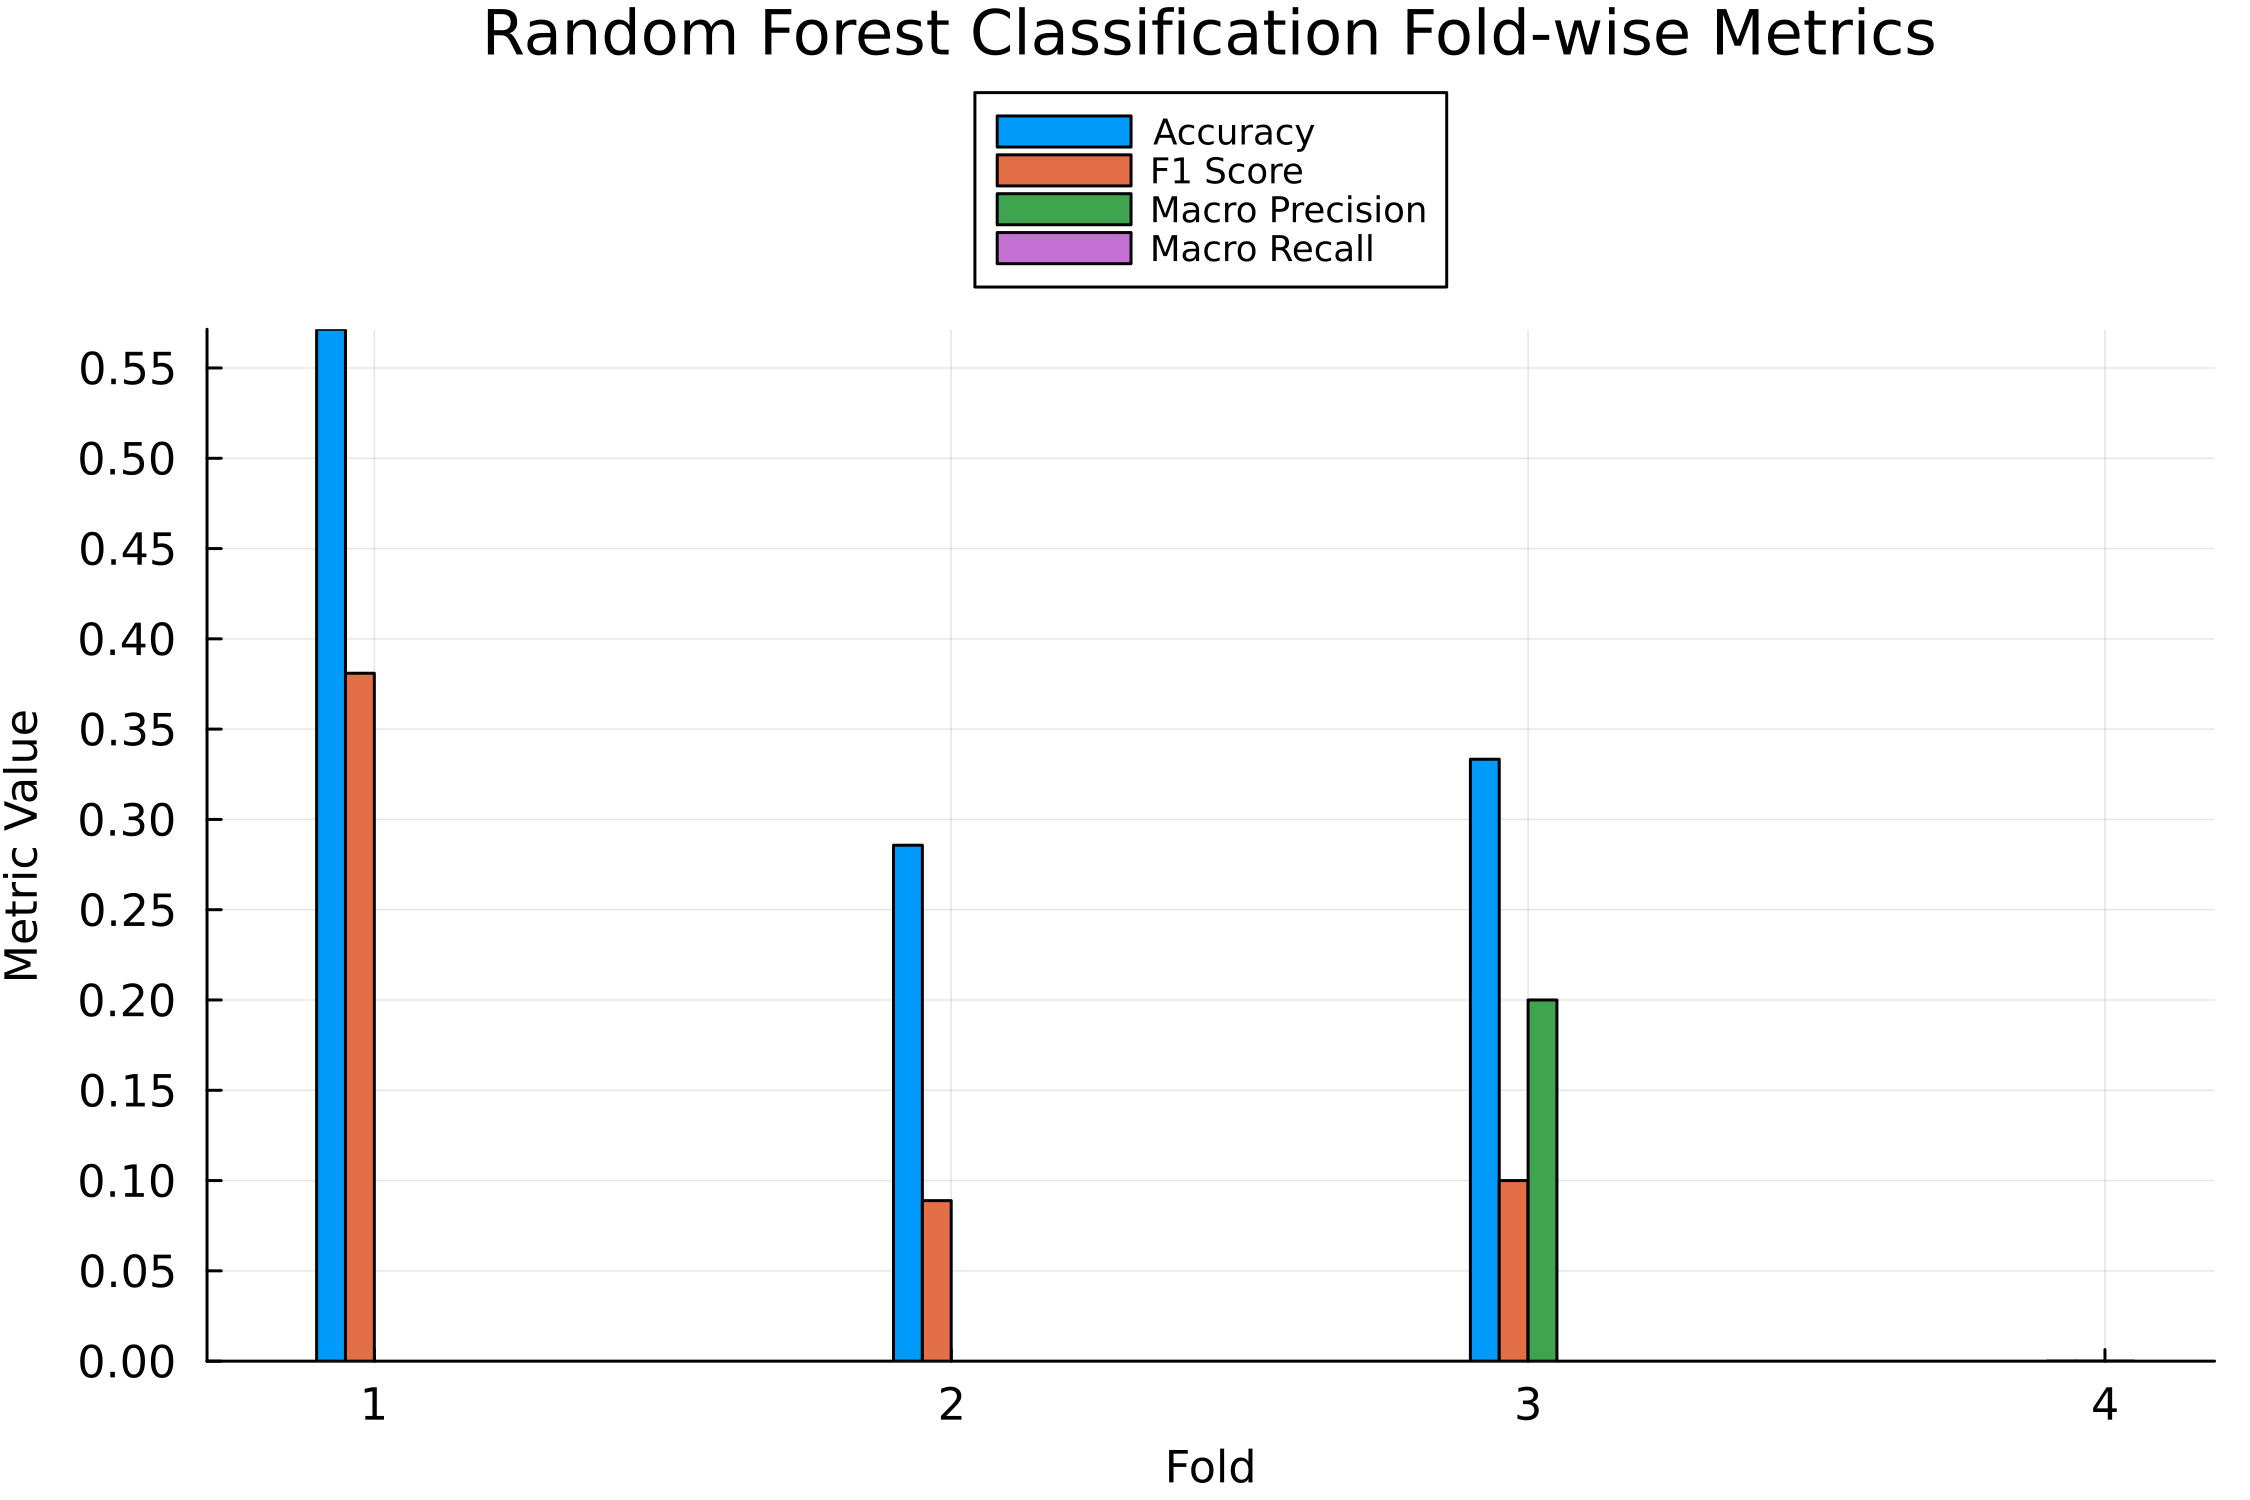 Random Forest Classification Fold-wise Metrics
Accuracy
F1 Score
Macro Precision
Macro Recall
0.55
0.50
0.45
0.40
0.35
0.30
0.25
0.20
0.15
0.10
0.05
0.00
Metric Value
1 2 3 4
Fold